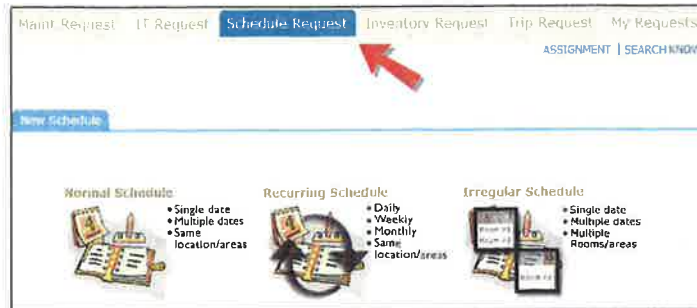 Maint Request IT Request Schedule Request Inventory Request Trip Request My Requests
ASSIGNMENT | SEARCH KNOW
New Schedule
Normal Schedule
• Single date
• Multiple dates
• Same
location/areas
Recurring Schedule
• Daily
• Weekly
• Monthly
• Same
location/areas
Irregular Schedule
• Single date
• Multiple dates
• Multiple
Rooms/areas